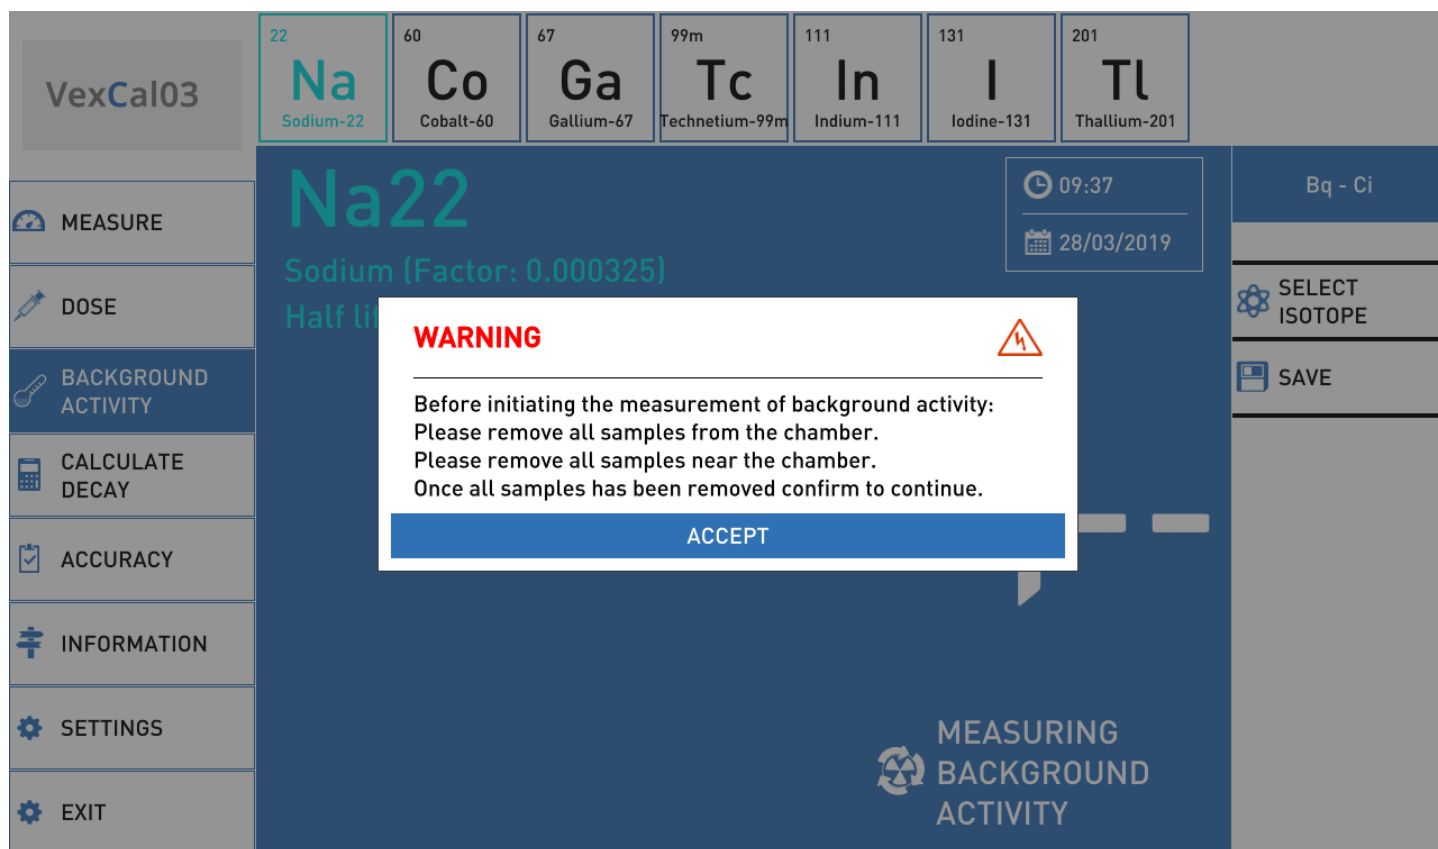 VexCal03
22
Na
Sodium-22
60
Co
Cobalt-60
67
Ga
Gallium-67
99m
Tc
Technetium-99m
111
In
Indium-111
131
I
Iodine-131
201
Tl
Thallium-201
MEASURE
DOSE
BACKGROUND
ACTIVITY
CALCULATE
DECAY
ACCURACY
INFORMATION
SETTINGS
EXIT
Na22
Sodium (Factor: 0.000325)
Half
09:37
28/03/2019
WARNING
Before initiating the measurement of background activity:
Please remove all samples from the chamber.
Please remove all samples near the chamber.
Once all samples has been removed confirm to continue.
ACCEPT
MEASURING
BACKGROUND
ACTIVITY
Bq - Ci
SELECT
ISOTOPE
SAVE